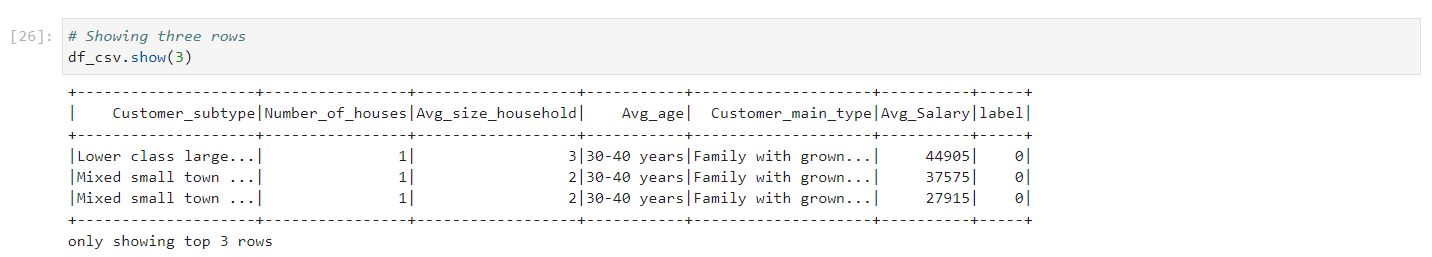 [26]: # Showing three rows
df_csv.show(3)
+--------------------+----------------+------------------+-----------+--------------------+----------+-----+
|    Customer_subtype|Number_of_houses|Avg_size_household|    Avg_age|  Customer_main_type|Avg_Salary|label|
+--------------------+----------------+------------------+-----------+--------------------+----------+-----+
|Lower class large...|               1|                 3|30-40 years|Family with grown...|     44905|    0|
|Mixed small town ...|               1|                 2|30-40 years|Family with grown...|     37575|    0|
|Mixed small town ...|               1|                 2|30-40 years|Family with grown...|     27915|    0|
+--------------------+----------------+------------------+-----------+--------------------+----------+-----+
only showing top 3 rows